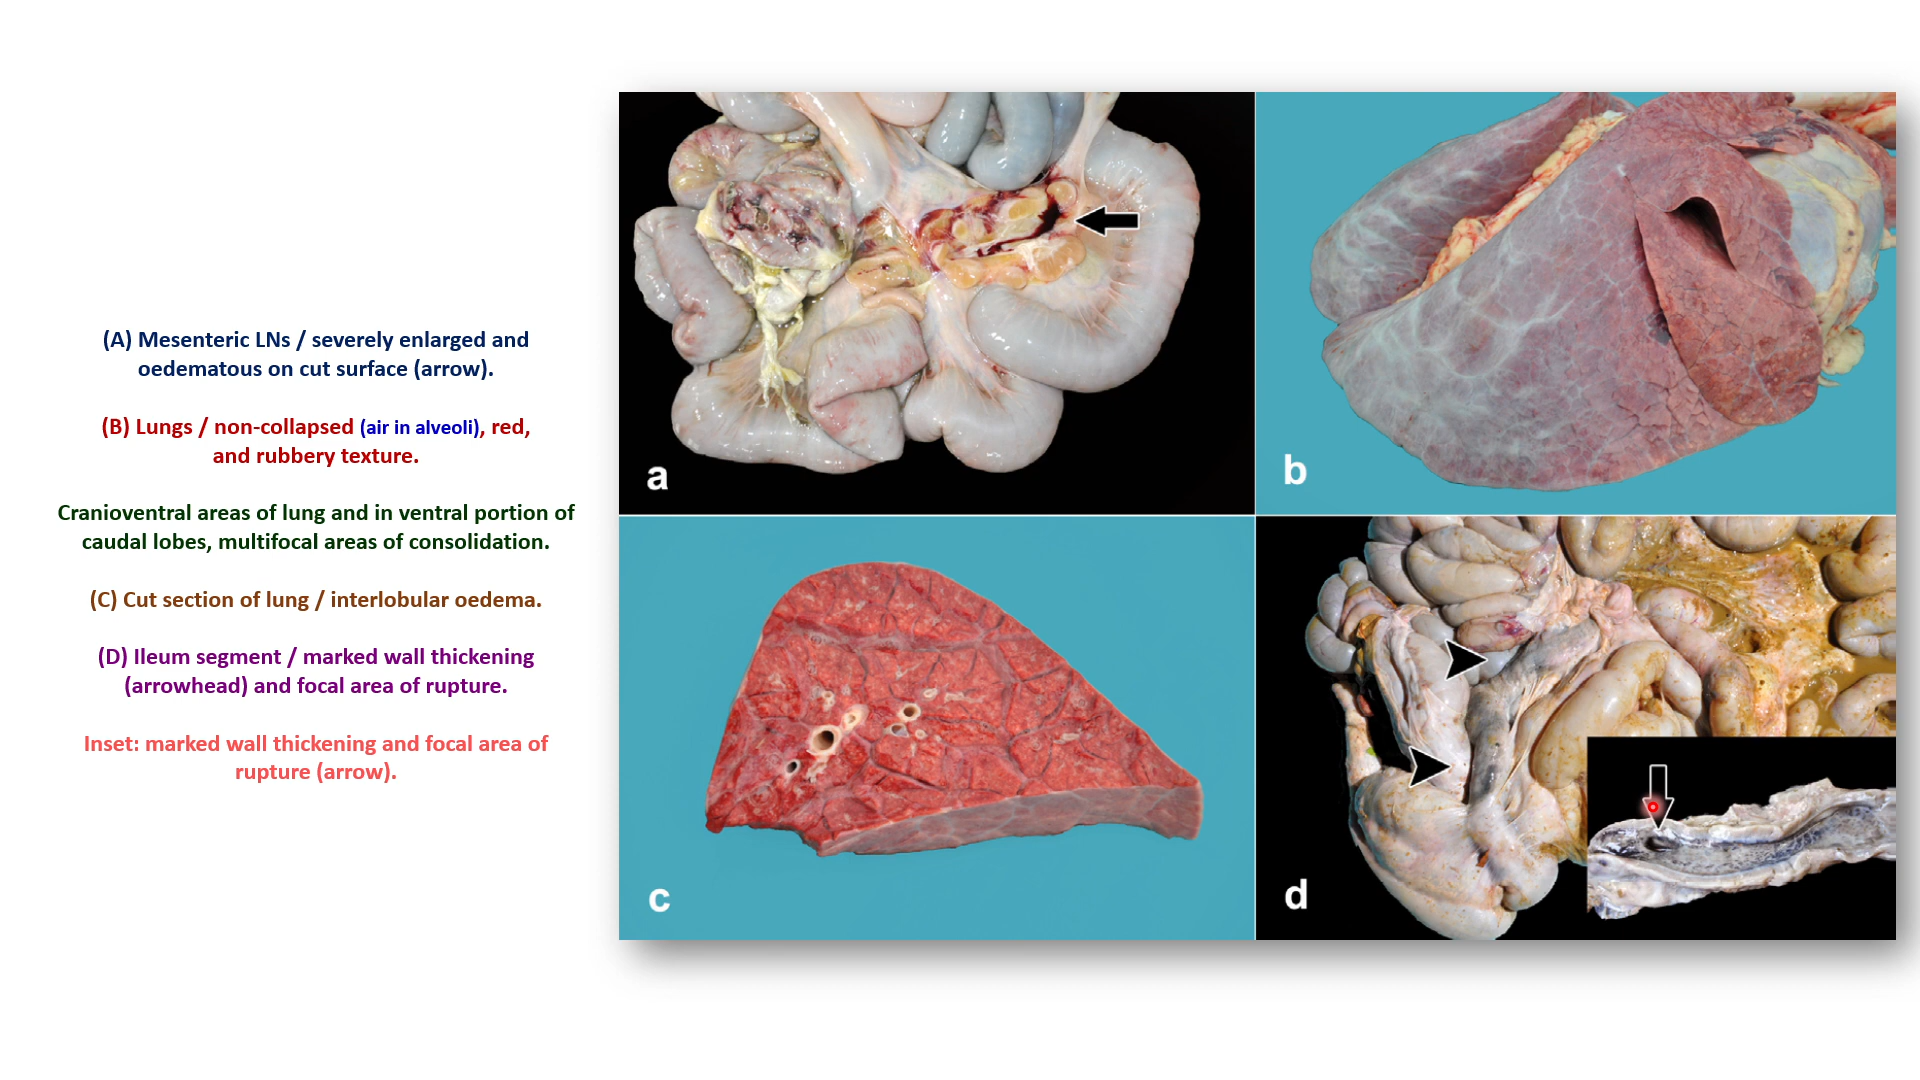 (A) Mesenteric LNs / severely enlarged and
oedematous on cut surface (arrow).
(B) Lungs / non-collapsed (air in alveoli), red,
and rubbery texture.
Cranioventral areas of lung and in ventral portion of
caudal lobes, multifocal areas of consolidation.
(C) Cut section of lung / interlobular oedema.
(D) Ileum segment / marked wall thickening
(arrowhead) and focal area of rupture.
Inset: marked wall thickening and focal area of
rupture (arrow).
a
b
c
d